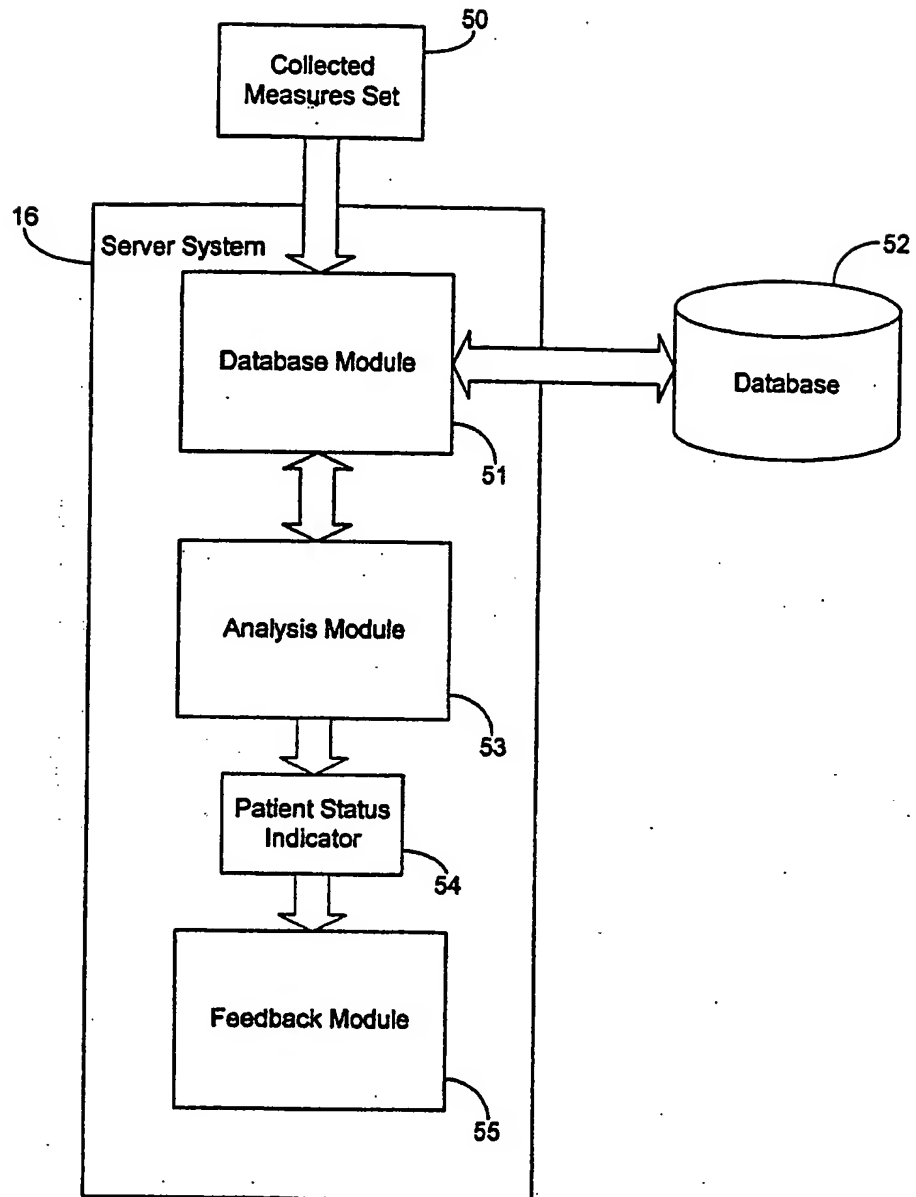 50
Collected
Measures Set
16
Server System
52
Database Module
Database
51
Analysis Module
53
Patient Status
Indicator
54
Feedback Module
55